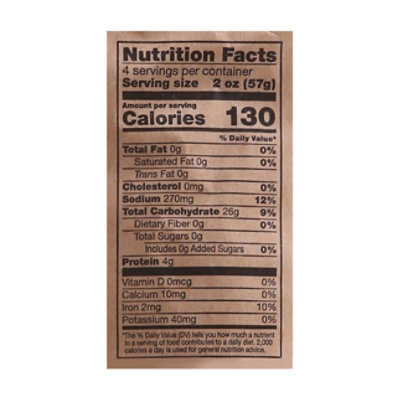 Nutrition Facts
4 servings per container
Serving size 2 oz (57g)
Amount per serving
Calories 130
% Daily Value*
Total Fat 0g 0%
Saturated Fat 0g 0%
Trans Fat 0g
Cholesterol 0mg 0%
Sodium 270mg 12%
Total Carbohydrate 26g 9%
Dietary Fiber 0g 0%
Total Sugars 0g
Includes 0g Added Sugars 0%
Protein 4g
Vitamin D 0mcg 0%
Calcium 10mg 0%
Iron 2mg 10%
Potassium 40mg 0%
*The % Daily Value (DV) tells you how much a nutrient
in a serving of food contributes to a daily diet. 2,000
calories a day is used for general nutrition advice.